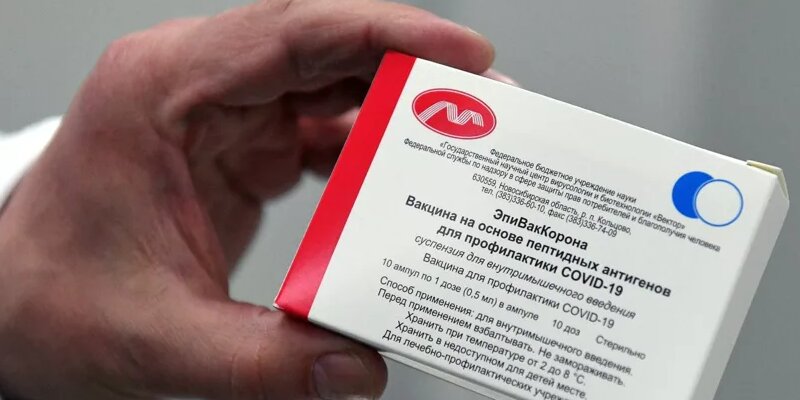 Федеральное бюджетное учреждение науки
«Государственный научный центр вирусологии и биотехнологии «Вектор»
Федеральной службы по надзору в сфере защиты прав потребителей и благополучия человека
630559, Новосибирская область, р. п. Кольцово,
тел. (383)336-60-10, факс (383)336-74-09
ЭпиВакКорона
Вакцина на основе пептидных антигенов
для профилактики COVID-19
суспензия для внутримышечного введения
Вакцина для профилактики COVID-19
10 ампул по 1 дозе (0,5 мл) в ампуле 10 доз Стерильно
Способ применения: для внутримышечного введения.
Перед применением взбалтывать. Не замораживать.
Хранить при температуре от 2 до 8 °С.
Хранить в недоступном для детей месте.
Для лечебно-профилактических учреждений